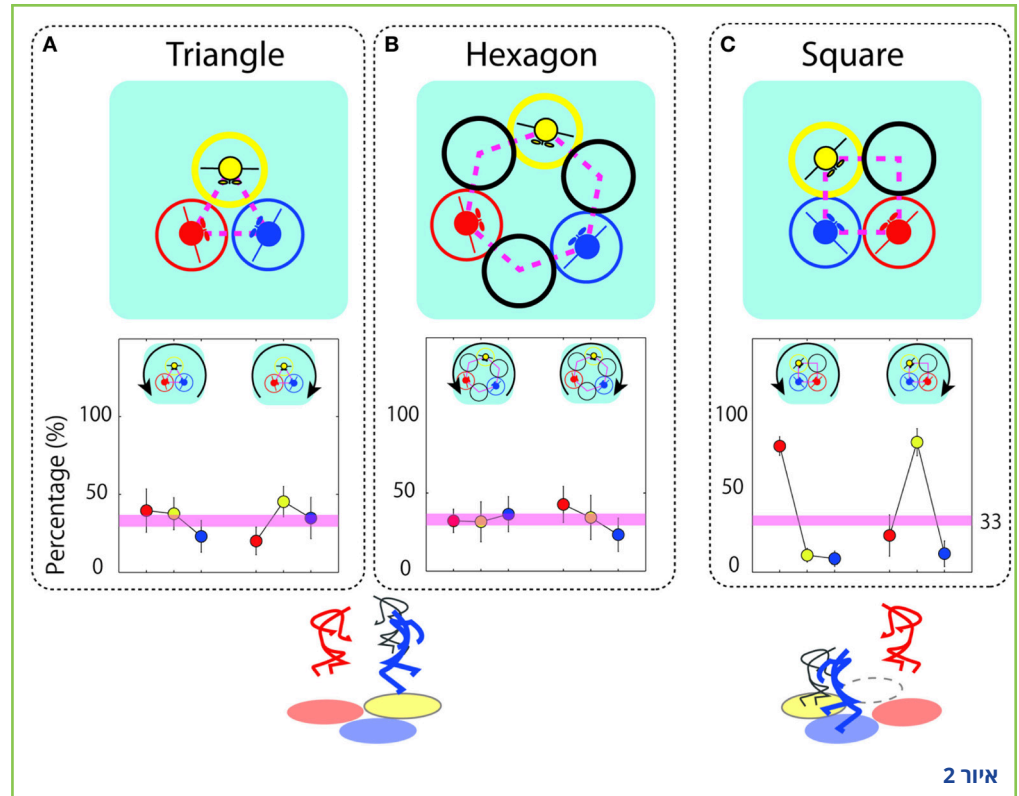 A
Triangle
B
Hexagon
C
Square
Percentage (%)
100
50
0
100
50
0
100
50
0
33
איור 2